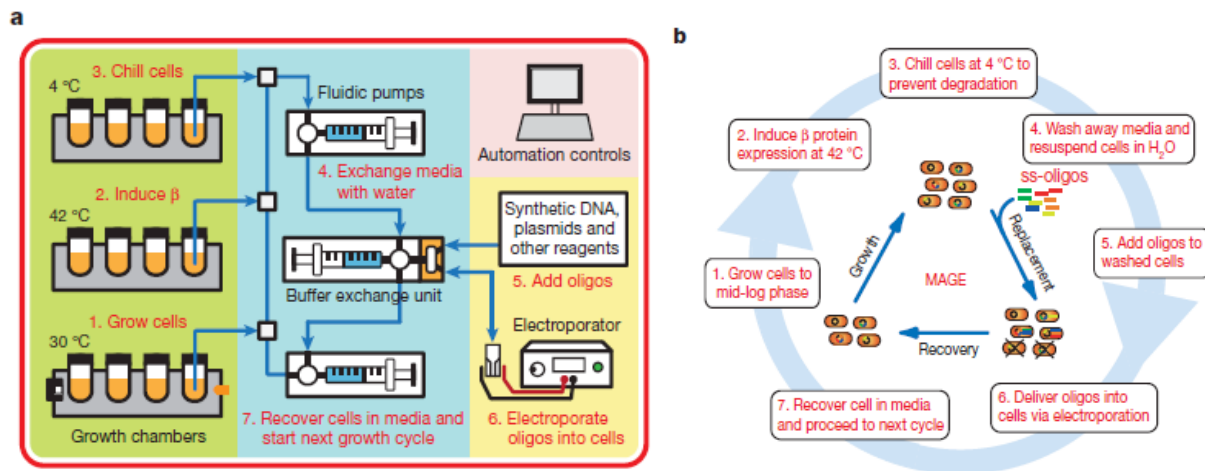 a
3. Chill cells
4 °C
2. Induce β
42 °C
1. Grow cells
30 °C
Growth chambers
Fluidic pumps
4. Exchange media
with water
Buffer exchange unit
7. Recover cells in media and
start next growth cycle
Automation controls
Synthetic DNA,
plasmids and
other reagents
5. Add oligos
Electroporator
6. Electroporate
oligos into cells
b
3. Chill cells at 4 °C to
prevent degradation
2. Induce β protein
expression at 42 °C
4. Wash away media and
resuspend cells in H₂O
ss-oligos
Replacement
5. Add oligos to
washed cells
1. Grow cells to
mid-log phase
Growth
MAGE
Recovery
7. Recover cell in media
and proceed to next cycle
6. Deliver oligos into
cells via electroporation